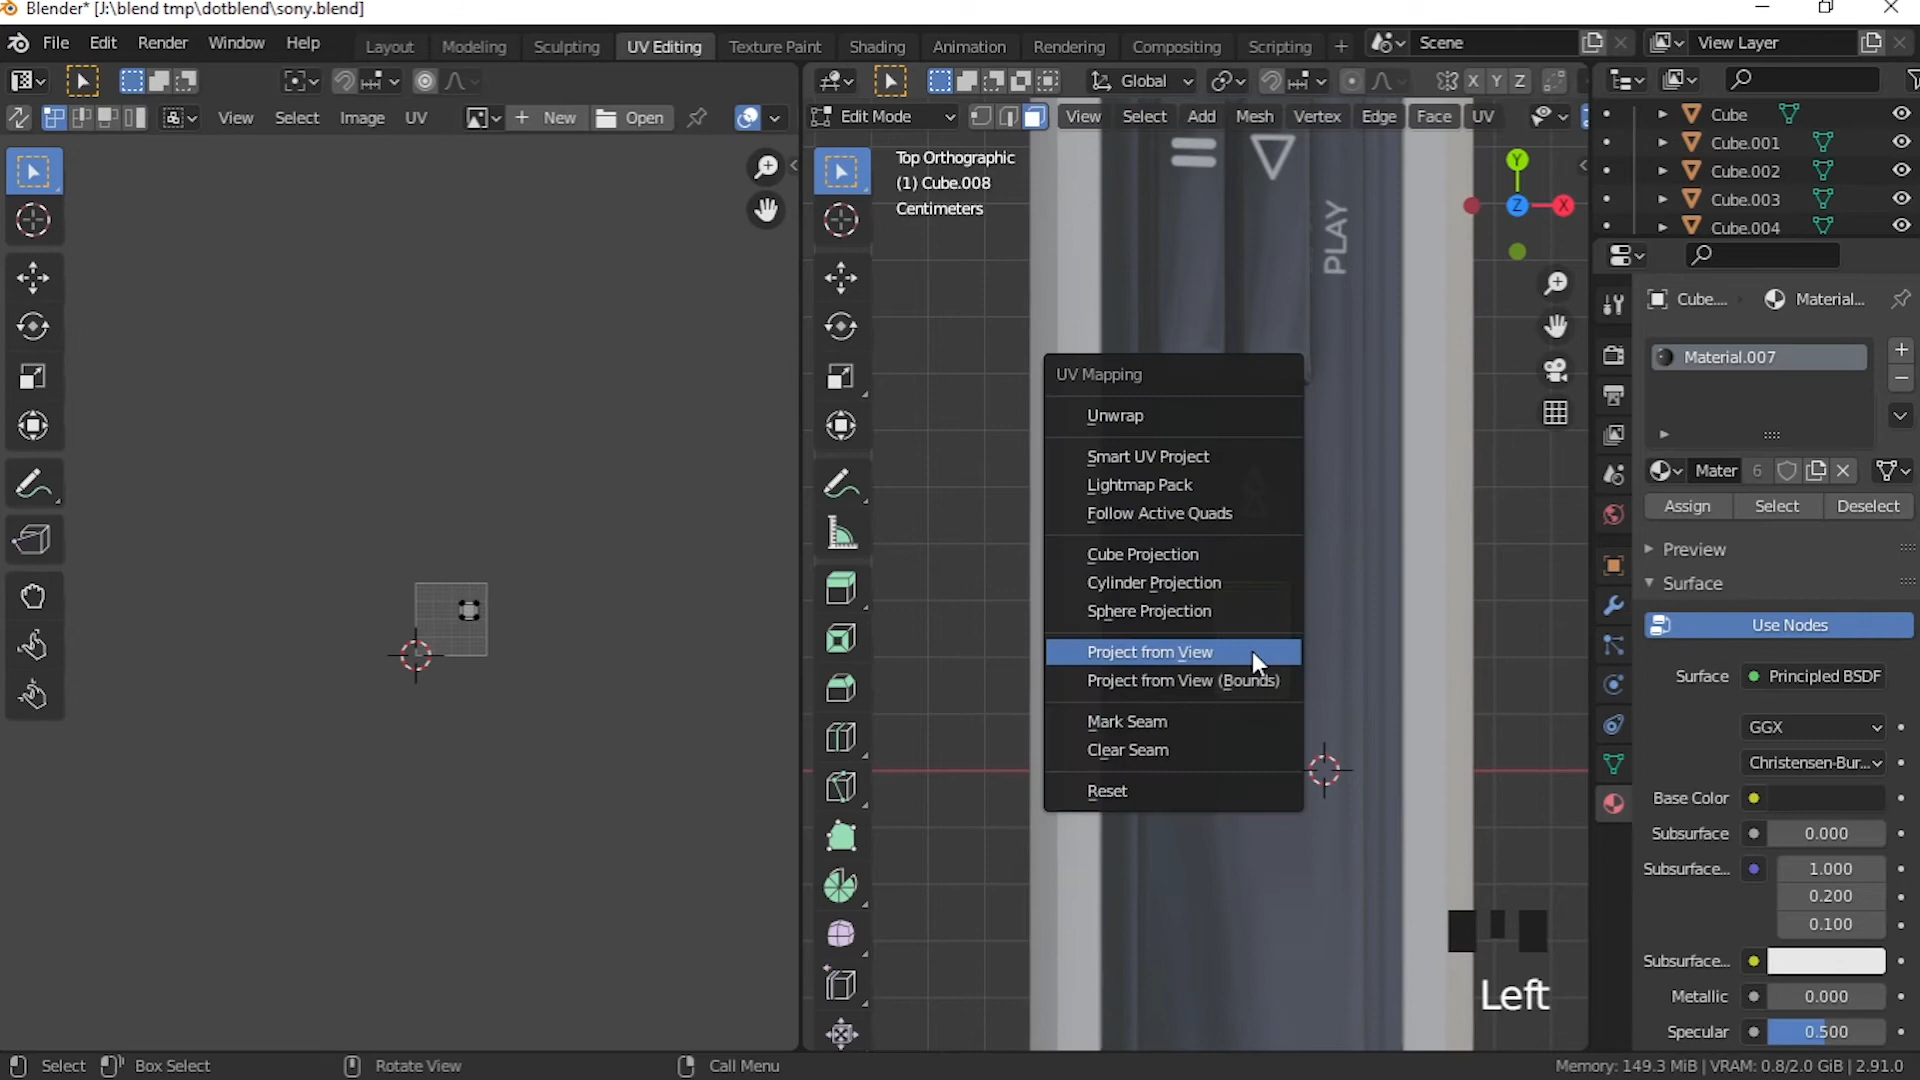 Blender* [J:\blend tmp\dotblend\sony.blend]
File Edit Render Window Help Layout Modeling Sculpting UV Editing Texture Paint Shading Animation Rendering Compositing Scripting + Scene View Layer
Global X Y Z
View Select Image UV + New Open Edit Mode View Select Add Mesh Vertex Edge Face UV
Cube
Cube.001
Cube.002
Cube.003
Cube.004
Top Orthographic
(1) Cube.008
Centimeters
Y
Z X
PLAY
UV Mapping
Unwrap
Smart UV Project
Lightmap Pack
Follow Active Quads
Cube Projection
Cylinder Projection
Sphere Projection
Project from View
Project from View (Bounds)
Mark Seam
Clear Seam
Reset
Left
Cube.... Material...
Material.007
Mater 6
Assign Select Deselect
Preview
Surface
Use Nodes
Surface Principled BSDF
GGX
Christensen-Bur...
Base Color
Subsurface 0.000
Subsurface... 1.000
0.200
0.100
Subsurface...
Metallic 0.000
Specular 0.500
Select Box Select Rotate View Call Menu Memory: 149.3 MiB | VRAM: 0.8/2.0 GiB | 2.91.0